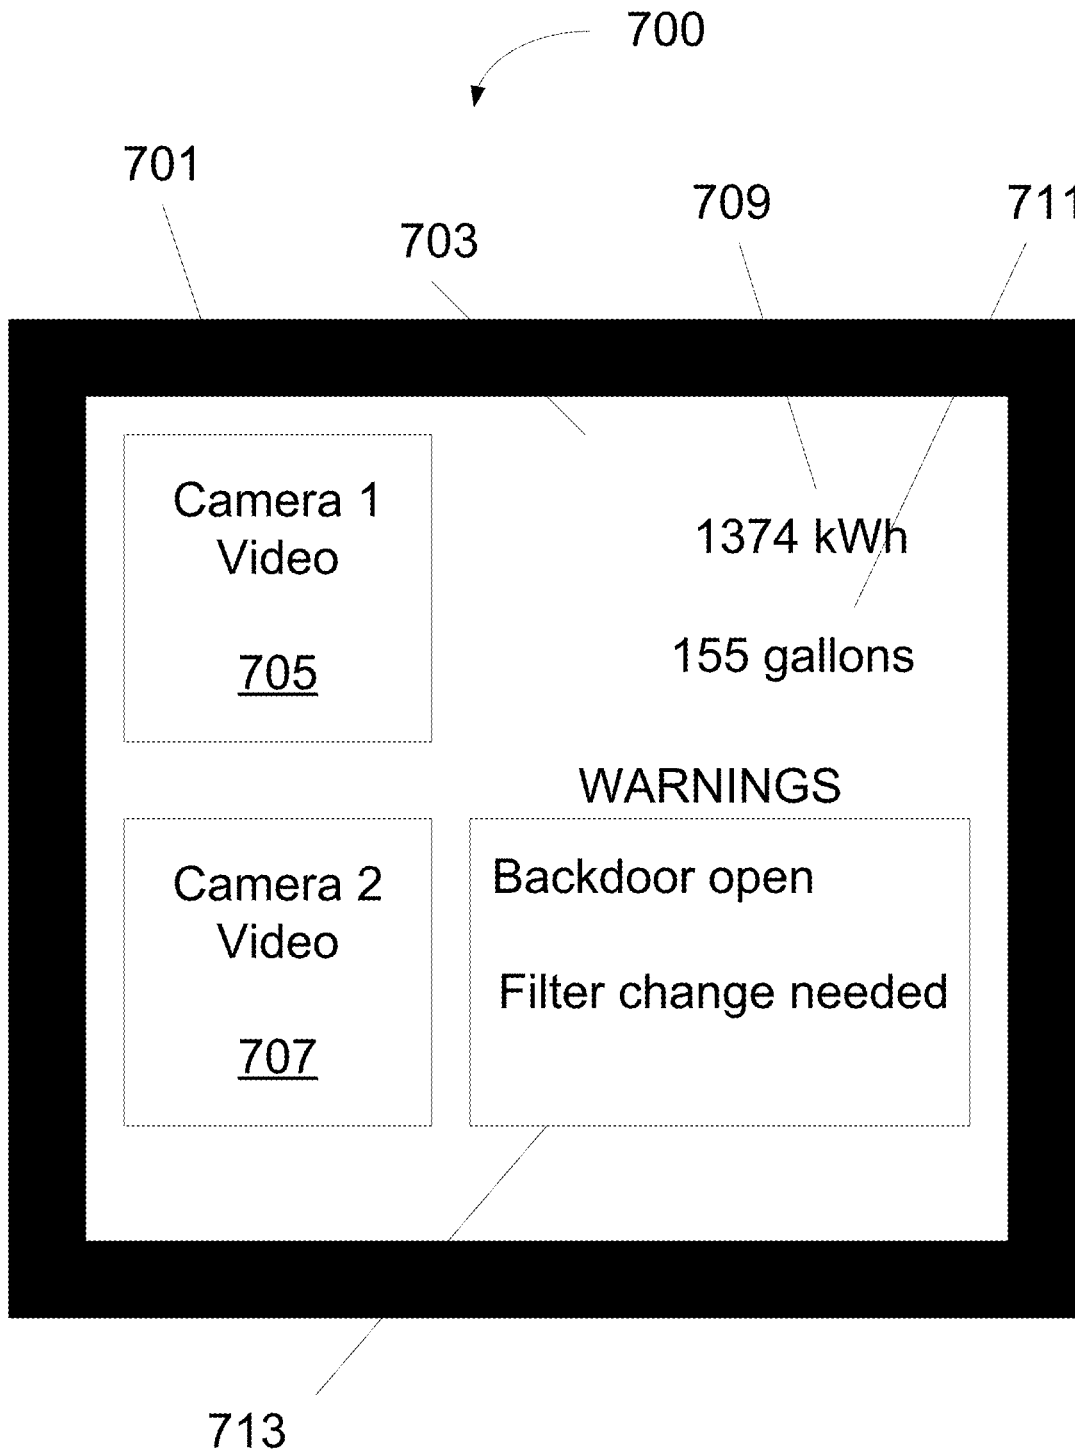 700
701
703
709
711
Camera 1
Video
705
1374 kWh
155 gallons
WARNINGS
Camera 2
Video
707
Backdoor open
Filter change needed
713